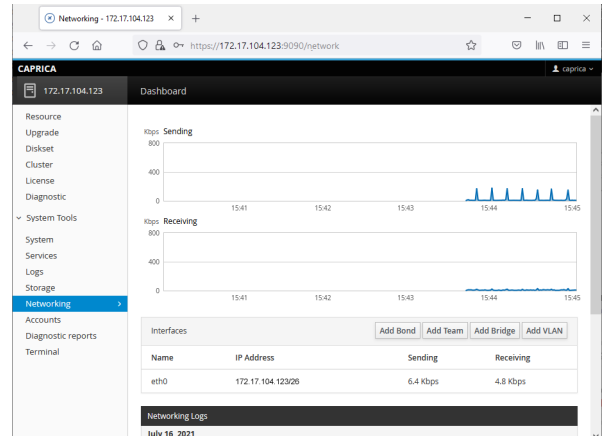 Networking - 172.17.104.123
https://172.17.104.123:9090/network
CAPRICA
caprica
172.17.104.123
Dashboard
Resource
Upgrade
Diskset
Cluster
License
Diagnostic
System Tools
System
Services
Logs
Storage
Networking
Accounts
Diagnostic reports
Terminal
Kbps Sending
800
400
0
15:41 15:42 15:43 15:44 15:45
Kbps Receiving
800
400
0
15:41 15:42 15:43 15:44 15:45
Interfaces Add Bond Add Team Add Bridge Add VLAN
Name IP Address Sending Receiving
eth0 172.17.104.123/26 6.4 Kbps 4.8 Kbps
Networking Logs
July 16, 2021